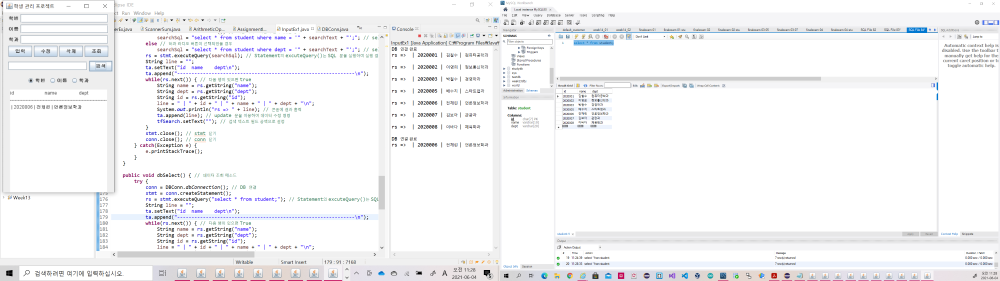 학생 관리 프로젝트
학번
이름
학과
입력 수정 삭제 조회
검색
학번 이름 학과
id name dept
| 2020006 | 전채린 | 언론정보학과
Week13
clipse IDE
ct Run Window Help
nerEx.java ScannerSum.java ArithmeticOp... AssignmentI... InputEx1.java DBConn.java
searchSql = "select * from student where name = '" + searchText + "';"; // sel
else // 학과 라디오 버튼이 선택되었을 경우
searchSql = "select * from student where dept = '" + searchText + "';"; // sel
rs = stmt.executeQuery(searchSql); // Statement의 excuteQuery()는 SQL 문을 실행하여 실행 결
String line = "";
ta.setText("id name dept\n");
ta.append("--------------------------------------------------------------\n");
while(rs.next()) { // 다음 행이 있으면 true
String name = rs.getString("name");
String dept = rs.getString("dept");
String id = rs.getString("id");
line = " | " + id + " | " + name + " | " + dept + "\n";
System.out.println("rs => " + line); // 콘솔에 결과 출력
ta.append(line); // update 문을 이용하여 데이터 수정 명령
tfSearch.setText(""); // 검색 텍스트 필드 공백으로 설정
}
stmt.close(); // stmt 닫기
conn.close(); // conn 닫기
} catch(Exception e) {
e.printStackTrace();
}
}
public void dbSelect() { // 데이터 조회 메소드
try {
conn = DBConn.dbConnection(); // DB 연결
175 stmt = conn.createStatement();
176 rs = stmt.executeQuery("select * from student;"); // Statement의 excuteQuery()는 SQL
177 String line = "";
178 ta.setText("id name dept\n");
179 ta.append("--------------------------------------------------------------\n");
180 while(rs.next()) { // 다음 행이 있으면 True
181 String name = rs.getString("name");
182 String dept = rs.getString("dept");
183 String id = rs.getString("id");
184 line = " | " + id + " | " + name + " | " + dept + "\n";
Writable Smart Insert 179 : 91 : 7168
Console
InputEx1 [Java Application] C:₩Program Files₩Java₩
DB 연결 완료
rs => | 2020001 | 김철수 | 컴퓨터공학과
rs => | 2020002 | 이영희 | 정보통신학과
rs => | 2020003 | 박철수 | 경영학과
rs => | 2020005 | 배수지 | 스타트업과
rs => | 2020006 | 전채린 | 언론정보학과
rs => | 2020007 | 김보아 | 관광과
rs => | 2020008 | 이바다 | 체육학과
DB 연결 완료
rs => | 2020006 | 전채린 | 언론정보학과
검색하려면 여기에 입력하십시오.
A 오전 11:28
2021-06-04
5
MySQL Workbench
Local instance MySQL80
File Edit View Query Database Server Tools Scripting Help
Navigator
SCHEMAS
Filter objects
Foreign Keys
Triggers
Views
Stored Procedures
Functions
studydb
sys
testdb
week13db;
world
Administration Schemas
Information
Table: student
Columns:
id char(7) PK
name varchar(10)
dept varchar(20)
Object Info Session
default_customer week14_01 week14_02 finalexam-01 finalexam-01-stu finalexam-02 finalexam-02-stu finalexam-03-05 finalexam-03-07 finalexam-04 finalexam-04-stu SQL File 82 SQL File 83* SQL File 84*
Don't Limit
1 select * from student;
Result Grid Filter Rows: Edit: Export/Import: Wrap Cell Content:
id name dept
2020001 김철수 컴퓨터공학과
2020002 이영희 정보통신학과
2020003 박철수 경영학과
2020005 배수지 스타트업과
2020006 전채린 언론정보학과
2020007 김보아 관광과
2020008 이바다 체육학과
NULL NULL NULL
student 9 Apply Revert
Output
Action Output
# Time Action Message Duration / Fetch
19 11:24:39 select * from student 7 row(s) returned 0.000 sec / 0.000 sec
20 11:28:33 select * from student 7 row(s) returned 0.000 sec / 0.000 sec
SQL Additions
Jump to
Automatic context help is
disabled. Use the toolbar t
manually get help for the
current caret position or to
toggle automatic help.
Context Help Snippets
오전 11:28
2021-06-04